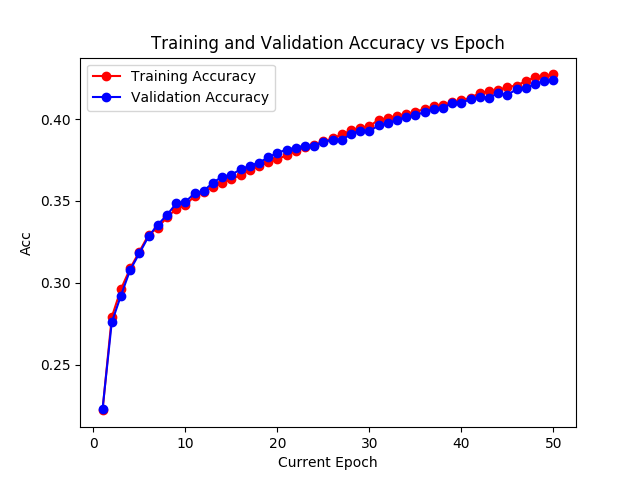 Training and Validation Accuracy vs Epoch
Training Accuracy
Validation Accuracy
0.40
0.35
0.30
0.25
Acc
0
10
20
30
40
50
Current Epoch